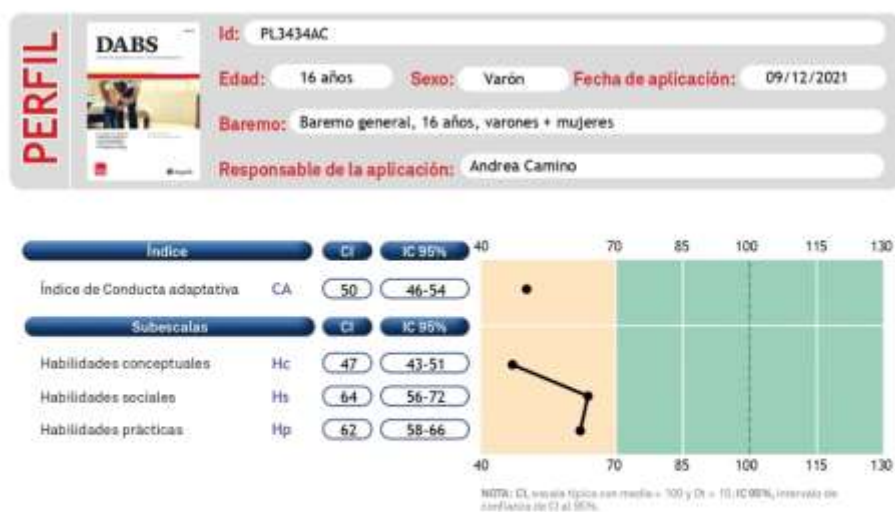 PERFIL
DABS
Id: PL3434AC
Edad: 16 años Sexo: Varón Fecha de aplicación: 09/12/2021
Baremo: Baremo general, 16 años, varones + mujeres
Responsable de la aplicación: Andrea Camino
Índice CI IC 95% 40 70 85 100 115 130
Índice de Conducta adaptativa CA 50 46-54
Subescalas CI IC 95%
Habilidades conceptuales Hc 47 43-51
Habilidades sociales Hs 64 56-72
Habilidades prácticas Hp 62 58-66
40 70 85 100 115 130
NOTA: CI, escala típica con media = 100 y Dt = 10; IC 95%, intervalo de
confianza de CI al 95%.